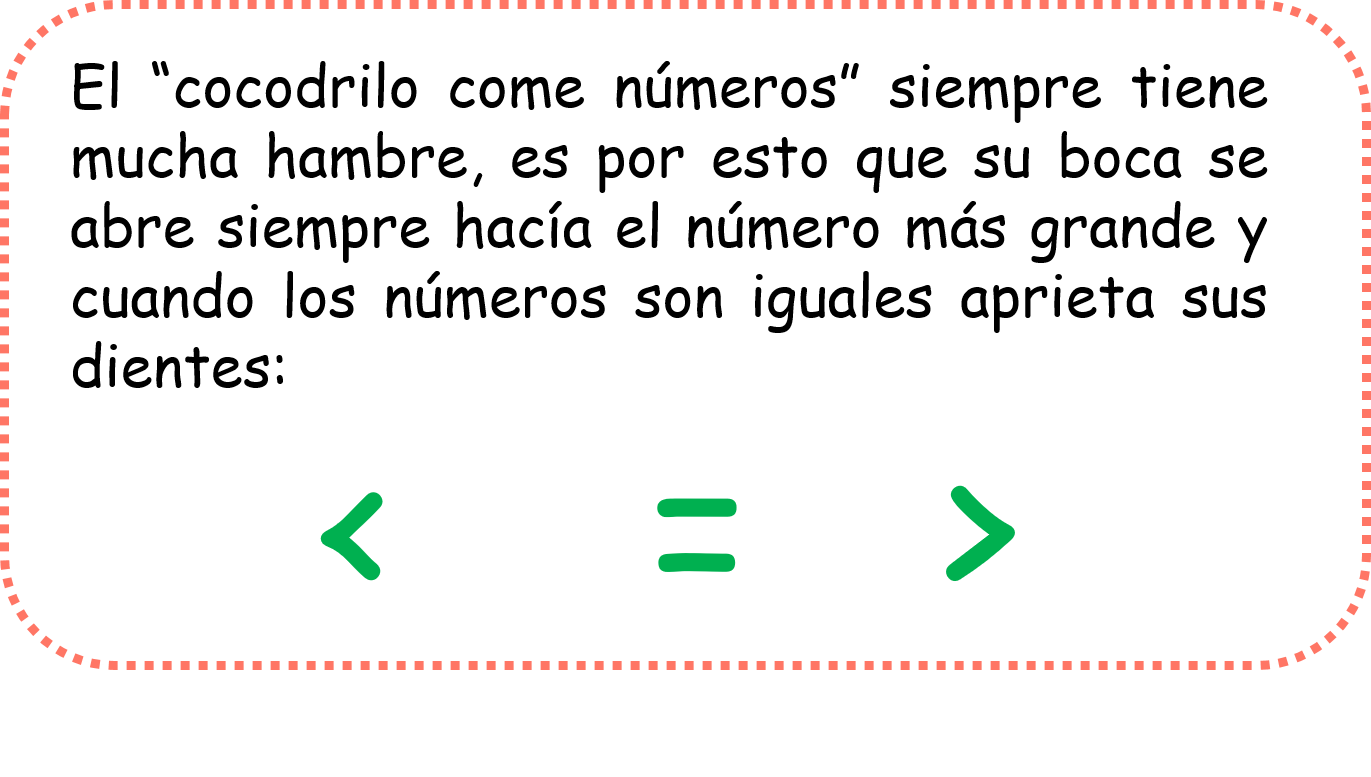 El “cocodrilo come números” siempre tiene
mucha hambre, es por esto que su boca se
abre siempre hacía el número más grande y
cuando los números son iguales aprieta sus
dientes:
< = >